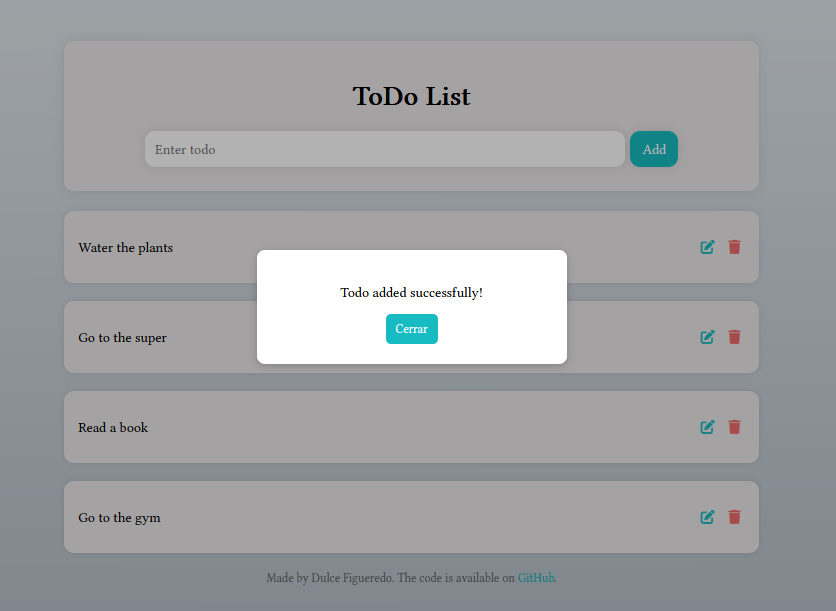 ToDo List
Enter todo
Add
Water the plants
Todo added successfully!
Cerrar
Go to the super
Read a book
Go to the gym
Made by Dulce Figueredo. The code is available on GitHub.